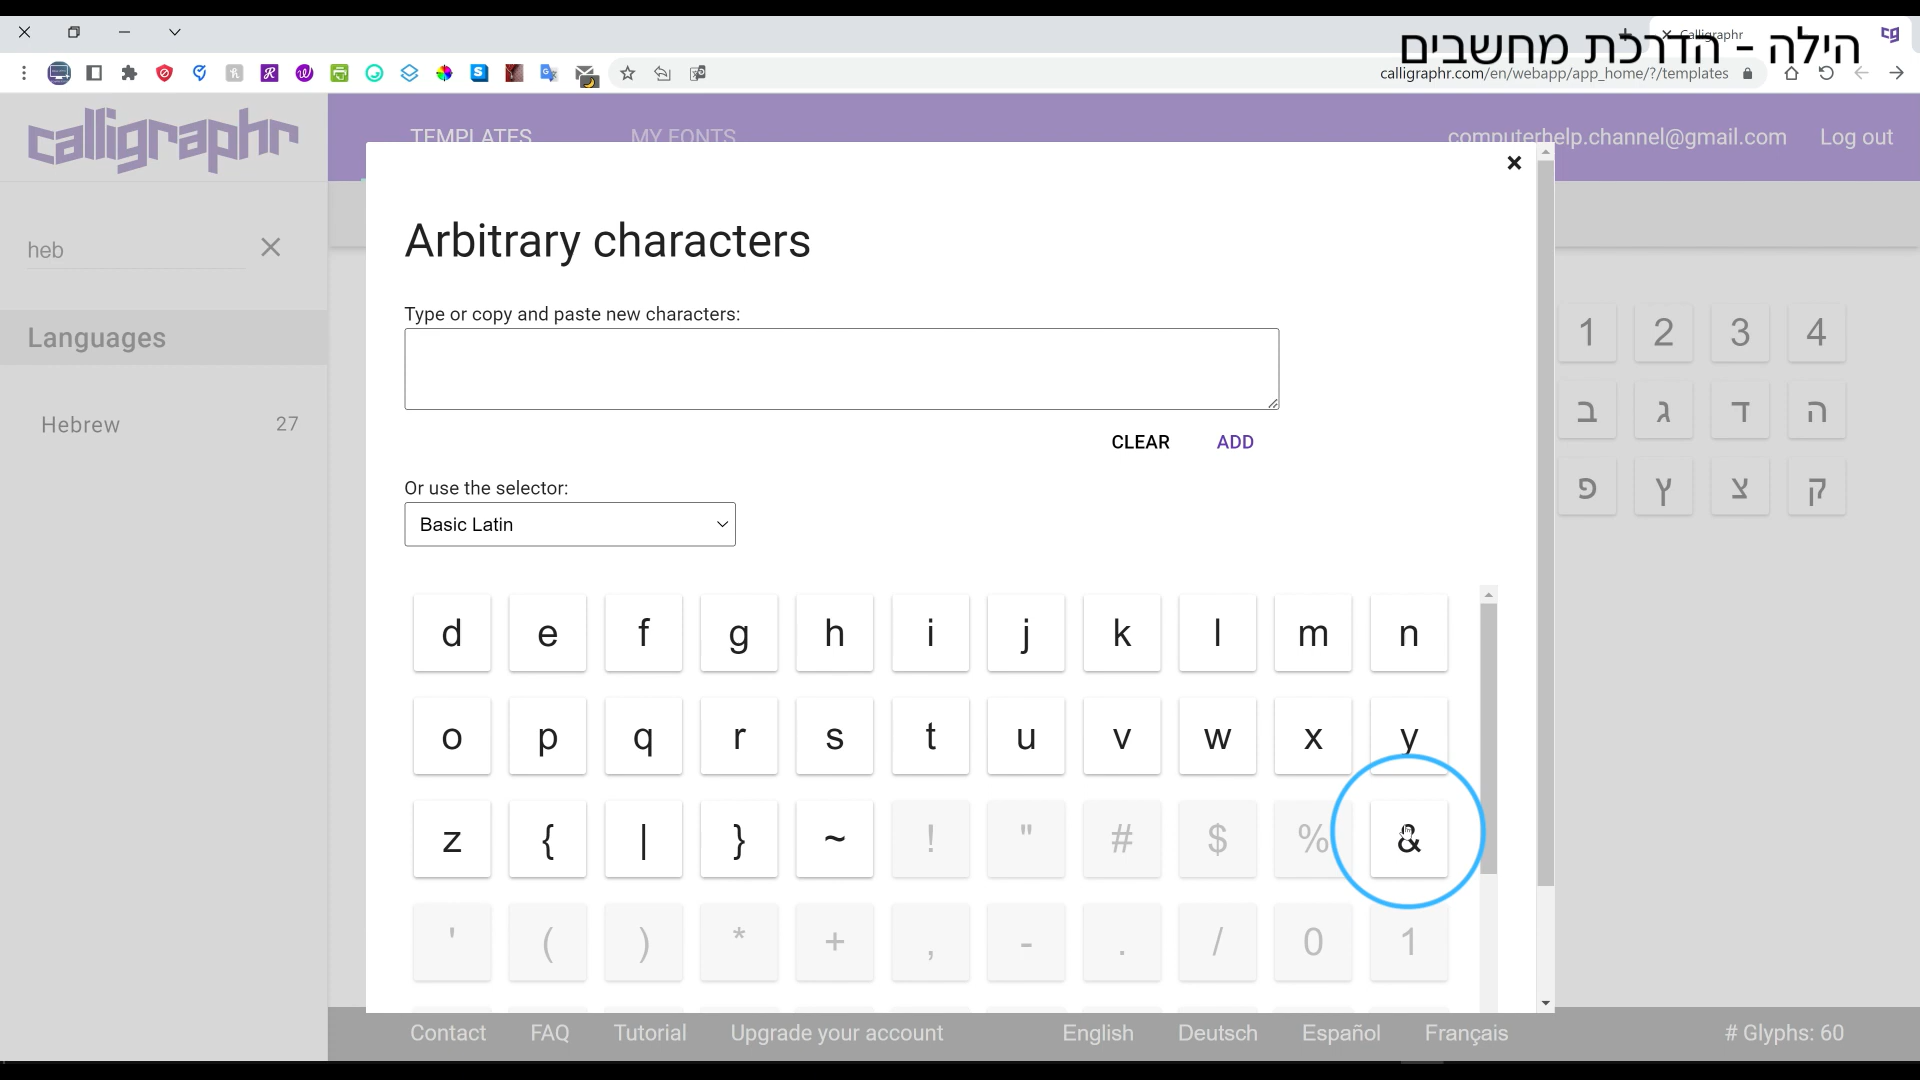 הילה - הדרכת מחשבים
Calligraphr
calligraphr.com/en/webapp/app_home/?/templates
calligraphr
TEMPLATES
MY FONTS
computerhelp.channel@gmail.com
Log out
heb
Languages
Hebrew 27
Arbitrary characters
Type or copy and paste new characters:
CLEAR ADD
Or use the selector:
Basic Latin
d e f g h i j k l m n
o p q r s t u v w x y
z { | } ~ ! " # $ % &
' ( ) * + , - . / 0 1
1 2 3 4
ב ג ד ה
פ ץ צ ק
Contact FAQ Tutorial Upgrade your account English Deutsch Español Français # Glyphs: 60